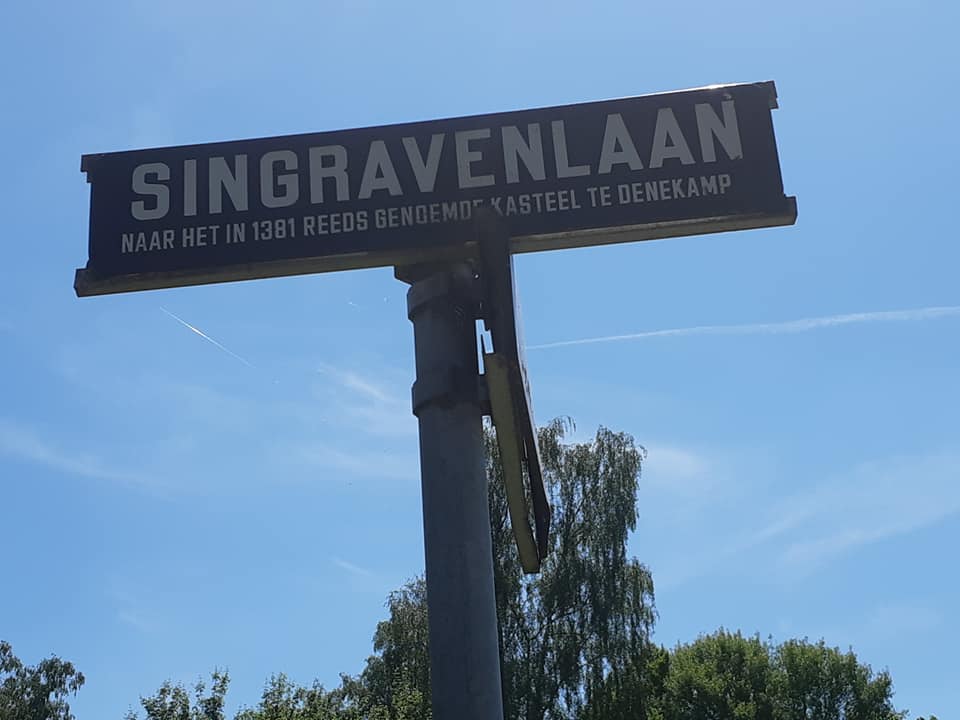 SINGRAVENLAAN
NAAR HET IN 1381 REEDS GENOEMDE KASTEEL TE DENEKAMP